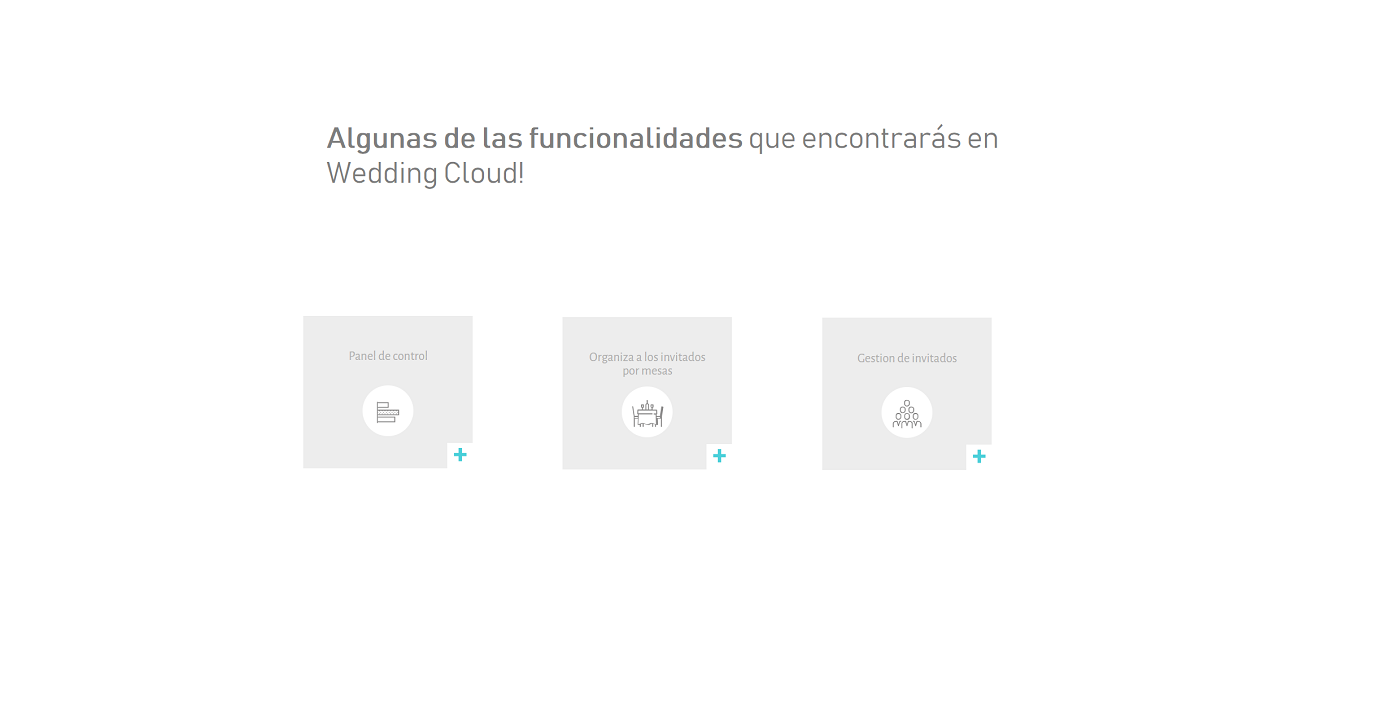 Algunas de las funcionalidades que encontrarás en
Wedding Cloud!
Panel de control
Organiza a los invitados
por mesas
Gestion de invitados